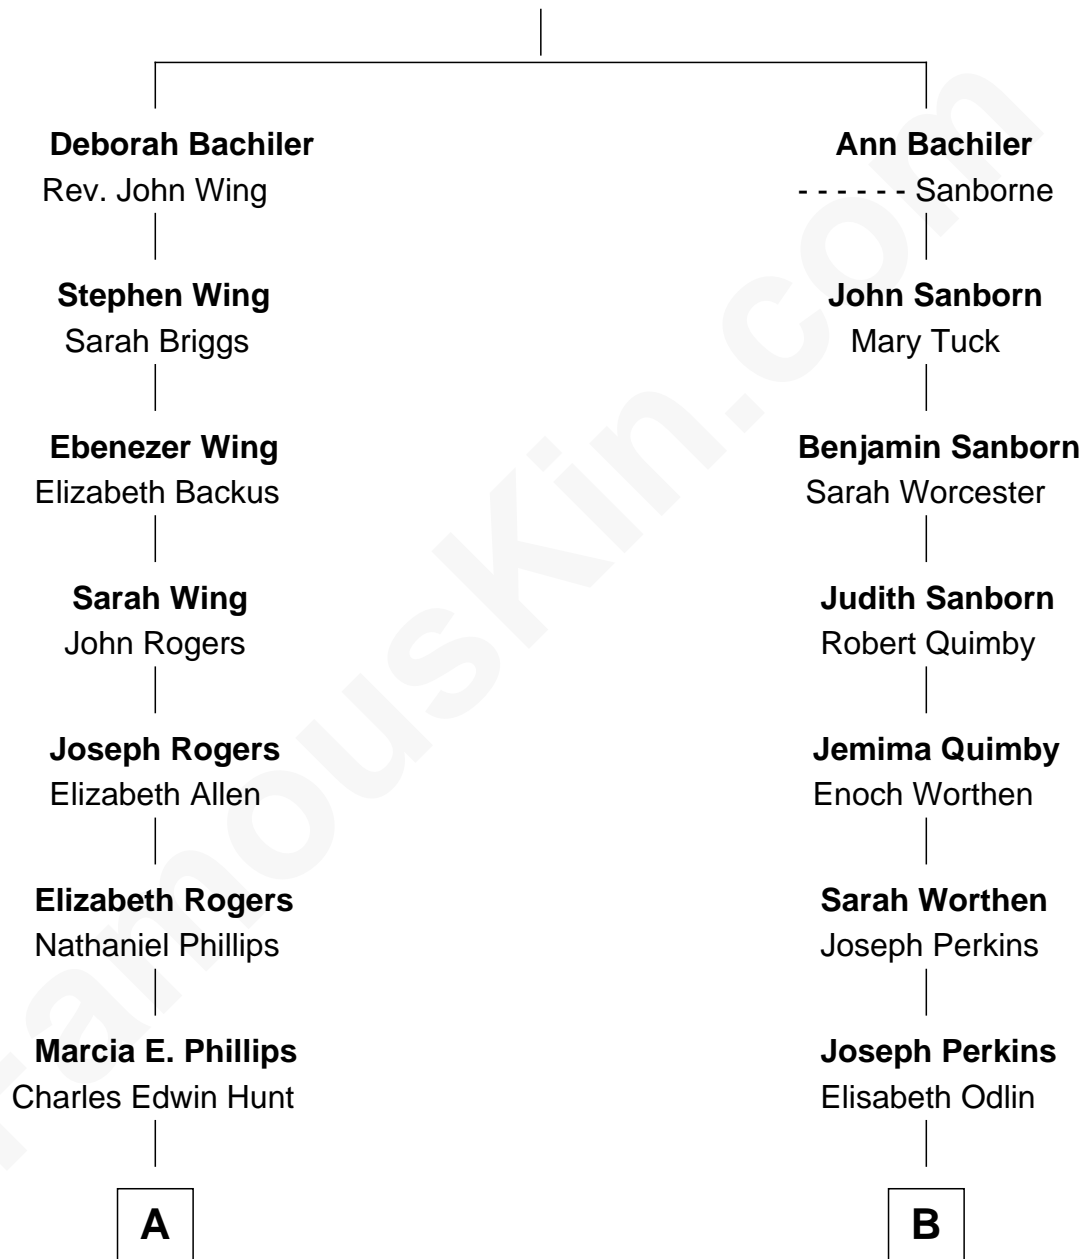 Deborah Bachiler
Rev. John Wing
Stephen Wing
Sarah Briggs
Ebenezer Wing
Elizabeth Backus
Sarah Wing
John Rogers
Joseph Rogers
Elizabeth Allen
Elizabeth Rogers
Nathaniel Phillips
Marcia E. Phillips
Charles Edwin Hunt
A
Ann Bachiler
- - - - - - Sanborne
John Sanborn
Mary Tuck
Benjamin Sanborn
Sarah Worcester
Judith Sanborn
Robert Quimby
Jemima Quimby
Enoch Worthen
Sarah Worthen
Joseph Perkins
Joseph Perkins
Elisabeth Odlin
B
FamousKin.com